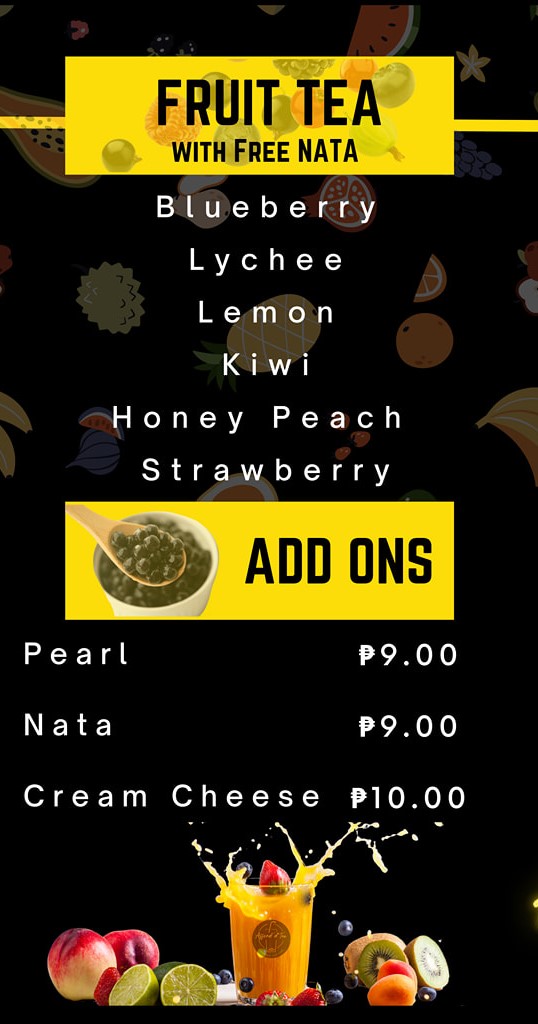 FRUIT TEA
WITH FREE NATA
Blueberry
Lychee
Lemon
Kiwi
Honey Peach
Strawberry
ADD ONS
Pearl ₱9.00
Nata ₱9.00
Cream Cheese ₱10.00